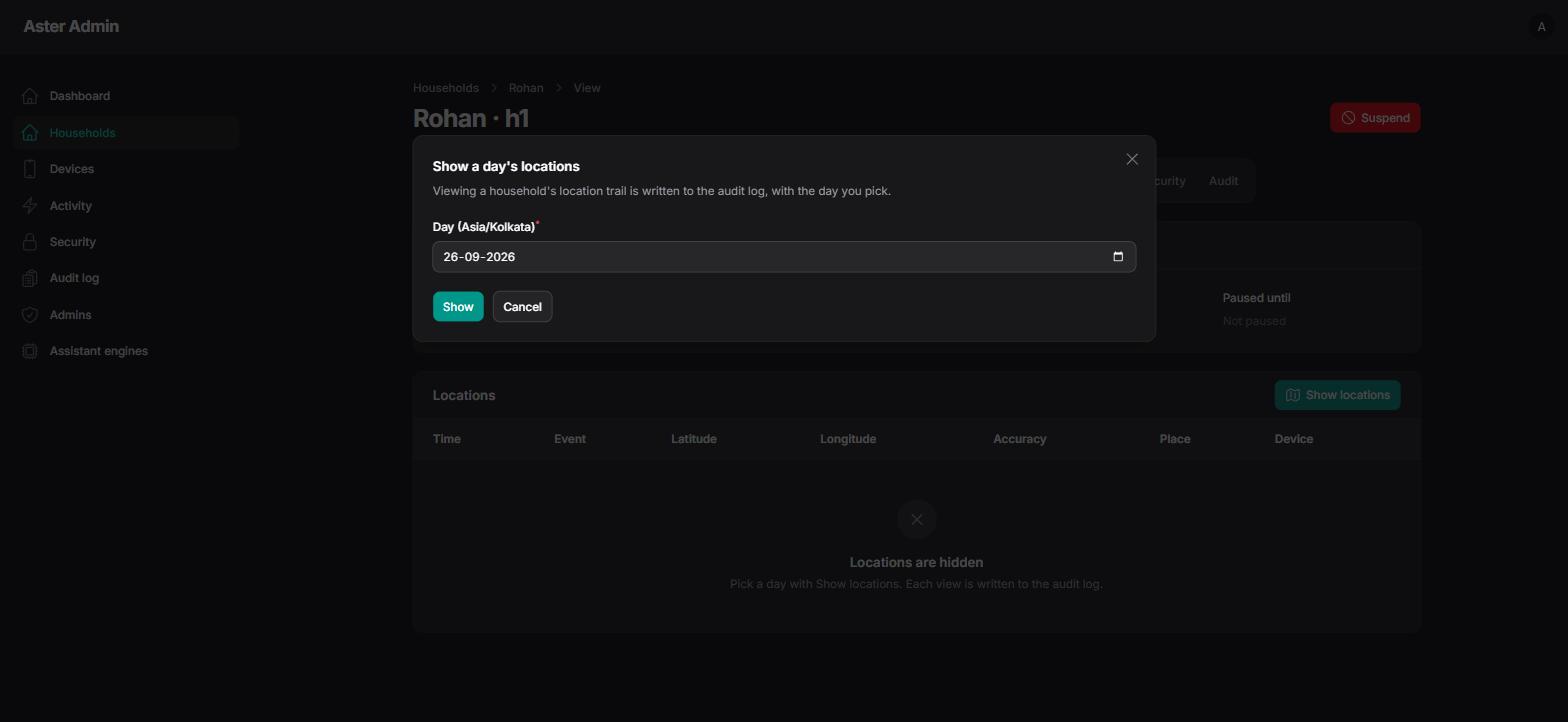 Aster Admin
A
Dashboard
Households
Devices
Activity
Security
Audit log
Admins
Assistant engines
Households > Rohan > View
Rohan · h1
Suspend
curity Audit
Show a day's locations
Viewing a household's location trail is written to the audit log, with the day you pick.
Day (Asia/Kolkata)*
26-09-2026
Show Cancel
Paused until
Not paused
Locations
Show locations
Time Event Latitude Longitude Accuracy Place Device
Locations are hidden
Pick a day with Show locations. Each view is written to the audit log.